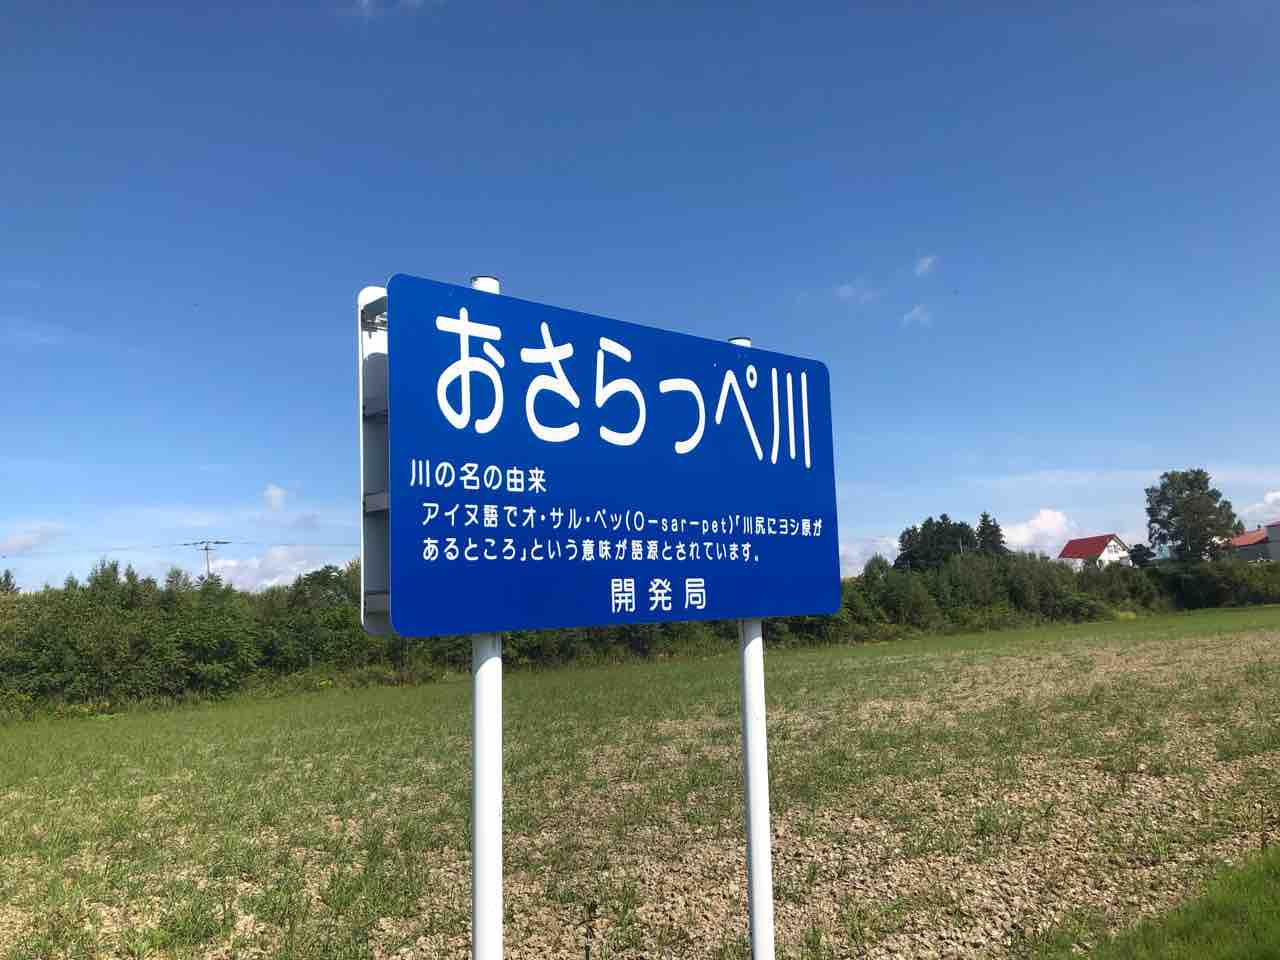 おさらっぺ川
川の名の由来
アイヌ語でオ・サル・ペッ(O-sar-pet)「川尻にヨシ原が
あるところ」という意味が語源とされています。
開発局